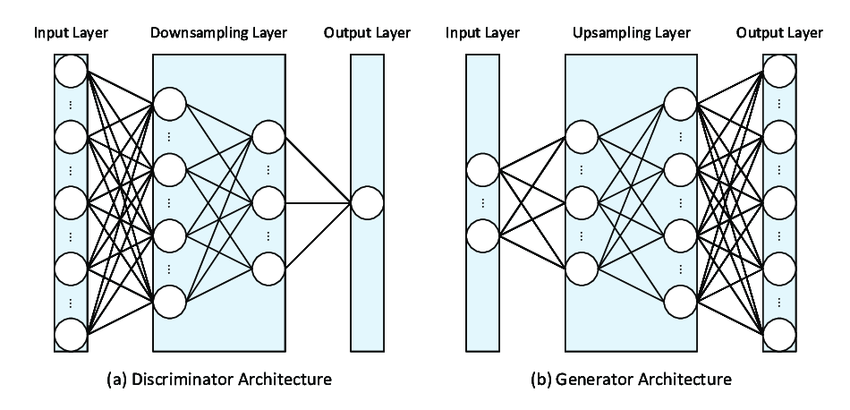 Input Layer Downsampling Layer Output Layer Input Layer Upsampling Layer Output Layer
(a) Discriminator Architecture (b) Generator Architecture